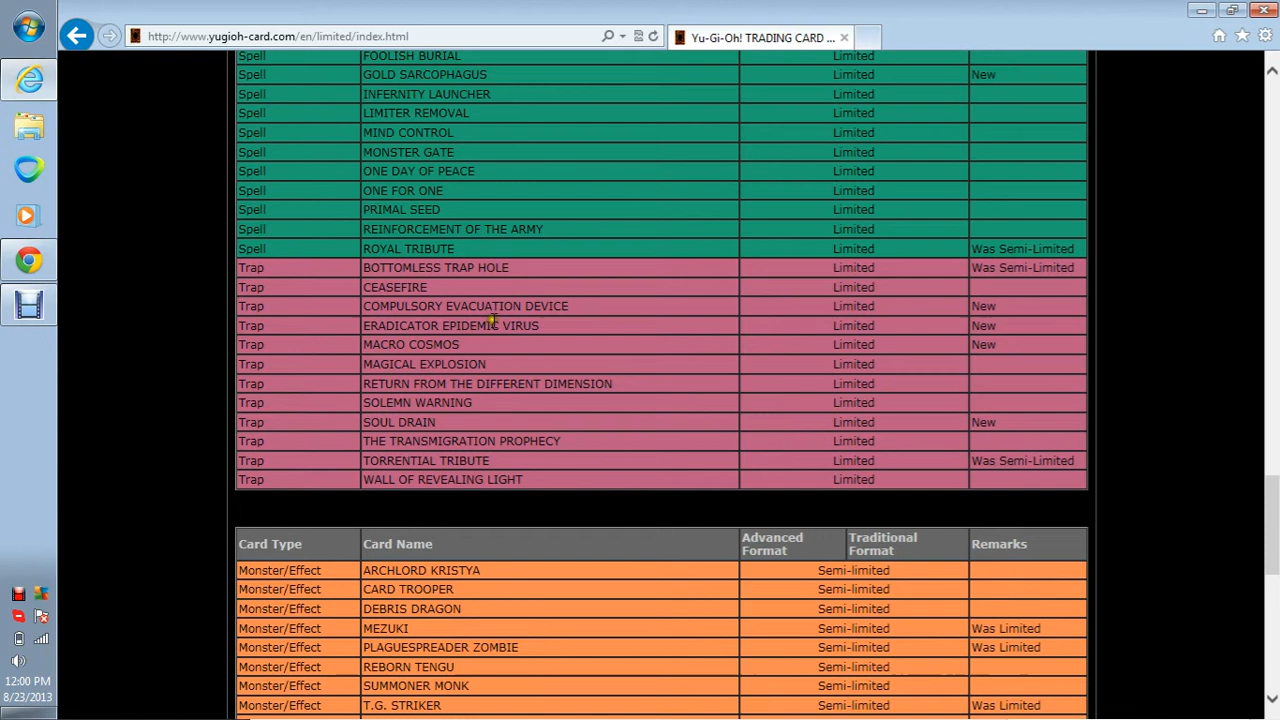 http://www.yugioh-card.com/en/limited/index.html
Yu-Gi-Oh! TRADING CARD ...
Spell FOOLISH BURIAL Limited
Spell GOLD SARCOPHAGUS Limited New
Spell INFERNITY LAUNCHER Limited
Spell LIMITER REMOVAL Limited
Spell MIND CONTROL Limited
Spell MONSTER GATE Limited
Spell ONE DAY OF PEACE Limited
Spell ONE FOR ONE Limited
Spell PRIMAL SEED Limited
Spell REINFORCEMENT OF THE ARMY Limited
Spell ROYAL TRIBUTE Limited Was Semi-Limited
Trap BOTTOMLESS TRAP HOLE Limited Was Semi-Limited
Trap CEASEFIRE Limited
Trap COMPULSORY EVACUATION DEVICE Limited New
Trap ERADICATOR EPIDEMIC VIRUS Limited New
Trap MACRO COSMOS Limited New
Trap MAGICAL EXPLOSION Limited
Trap RETURN FROM THE DIFFERENT DIMENSION Limited
Trap SOLEMN WARNING Limited
Trap SOUL DRAIN Limited New
Trap THE TRANSMIGRATION PROPHECY Limited
Trap TORRENTIAL TRIBUTE Limited Was Semi-Limited
Trap WALL OF REVEALING LIGHT Limited
Card Type Card Name Advanced Format Traditional Format Remarks
Monster/Effect ARCHLORD KRISTYA Semi-limited
Monster/Effect CARD TROOPER Semi-limited
Monster/Effect DEBRIS DRAGON Semi-limited
Monster/Effect MEZUKI Semi-limited Was Limited
Monster/Effect PLAGUESPREADER ZOMBIE Semi-limited Was Limited
Monster/Effect REBORN TENGU Semi-limited
Monster/Effect SUMMONER MONK Semi-limited
Monster/Effect T.G. STRIKER Semi-limited Was Limited
12:00 PM
8/23/2013